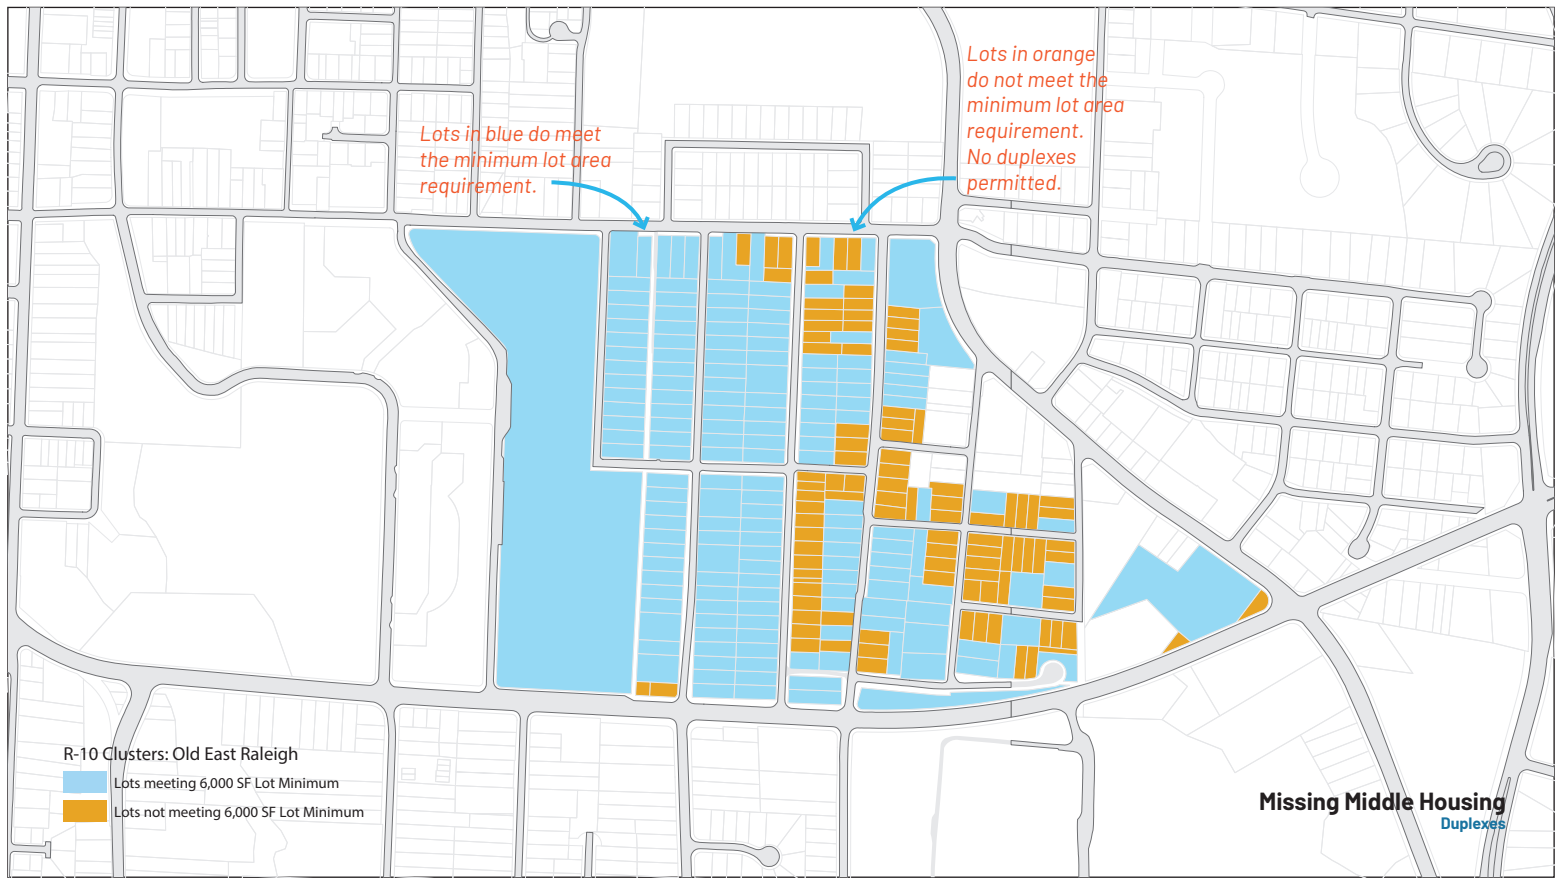 Lots in orange
do not meet the
minimum lot area
requirement.
No duplexes
permitted.
Lots in blue do meet
the minimum lot area
requirement.
R-10 Clusters: Old East Raleigh
Lots meeting 6,000 SF Lot Minimum
Lots not meeting 6,000 SF Lot Minimum
Missing Middle Housing
Duplexes